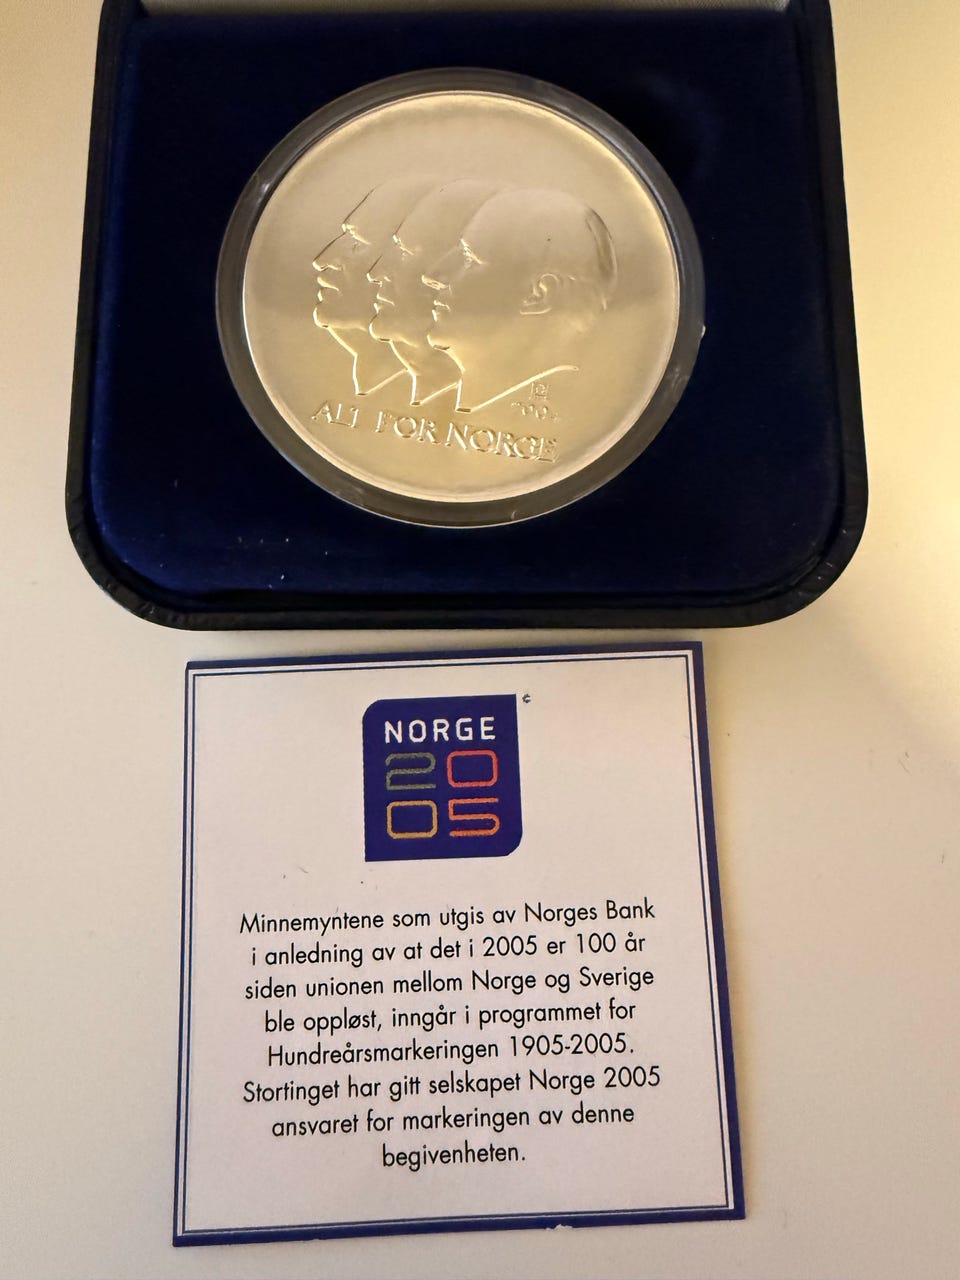 ALT FOR NORGE
NORGE
20
05
Minnemyntene som utgis av Norges Bank
i anledning av at det i 2005 er 100 år
siden unionen mellom Norge og Sverige
ble oppløst, inngår i programmet for
Hundreårsmarkeringen 1905-2005.
Stortinget har gitt selskapet Norge 2005
ansvaret for markeringen av denne
begivenheten.